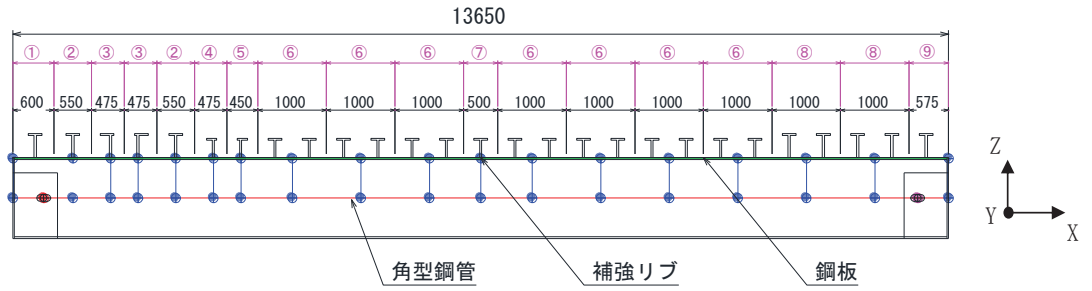 13650
① ② ③ ③ ② ④ ⑤ ⑥ ⑥ ⑥ ⑦ ⑥ ⑥ ⑥ ⑥ ⑧ ⑧ ⑨
600 550 475 475 550 475 450 1000 1000 1000 500 1000 1000 1000 1000 1000 1000 575
Z
Y
X
角型鋼管 補強リブ 鋼板